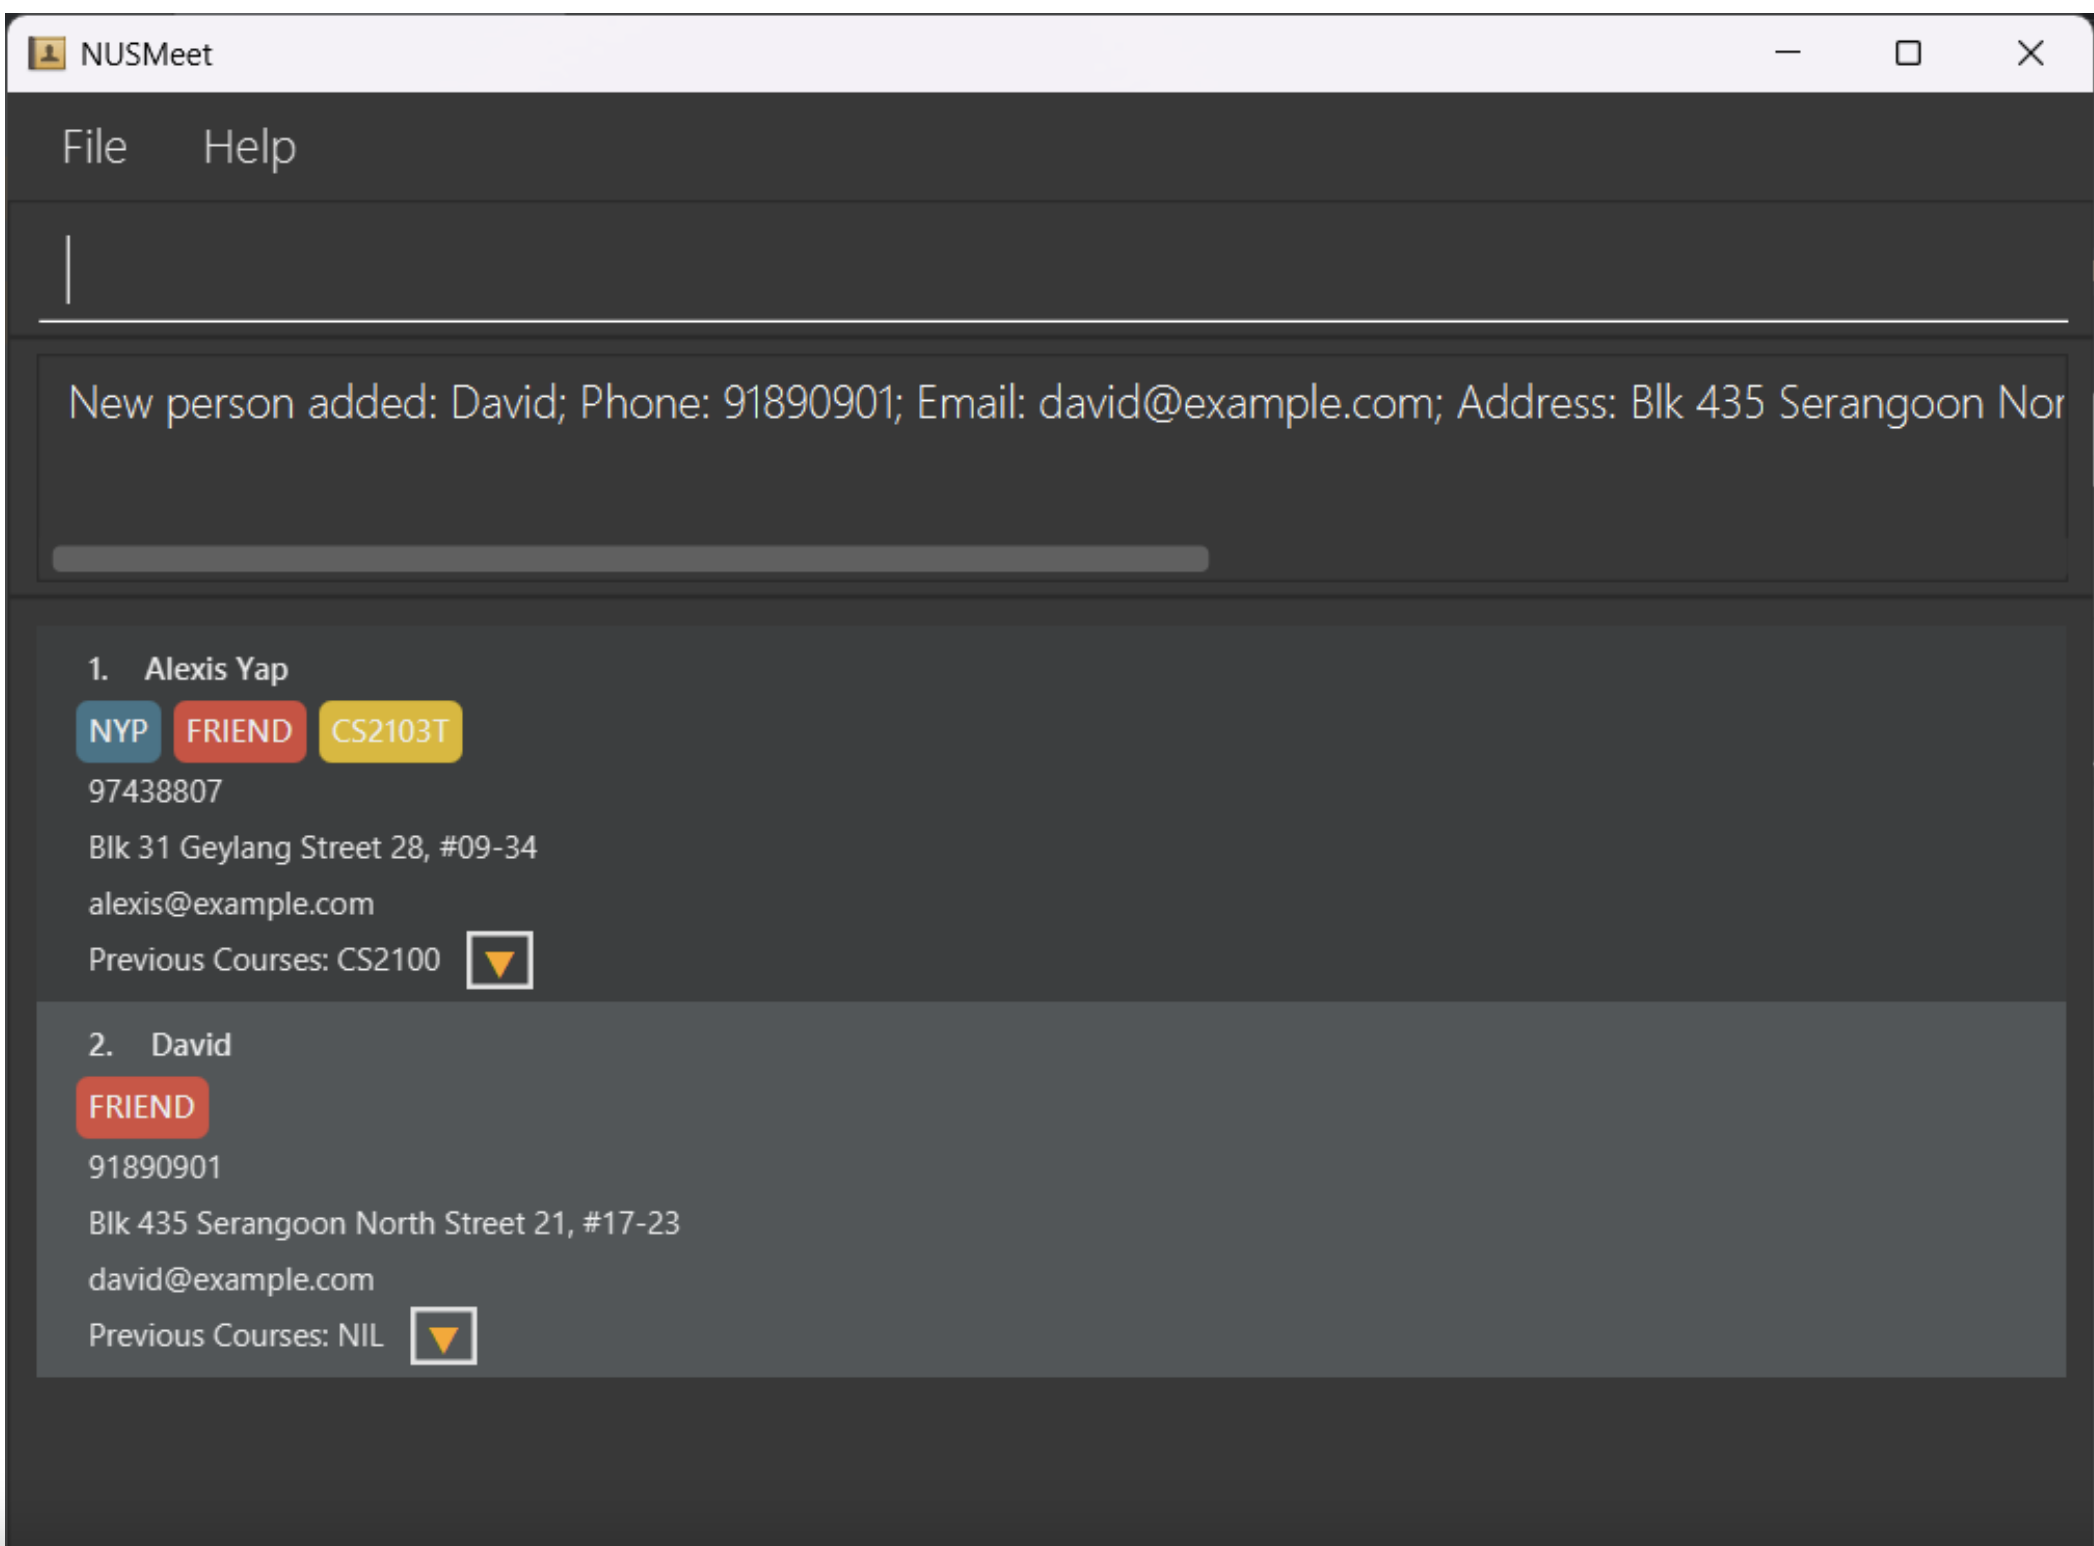 NUSMeet
File Help
New person added: David; Phone: 91890901; Email: david@example.com; Address: Blk 435 Serangoon Nor
1. Alexis Yap
NYP FRIEND CS2103T
97438807
Blk 31 Geylang Street 28, #09-34
alexis@example.com
Previous Courses: CS2100
2. David
FRIEND
91890901
Blk 435 Serangoon North Street 21, #17-23
david@example.com
Previous Courses: NIL